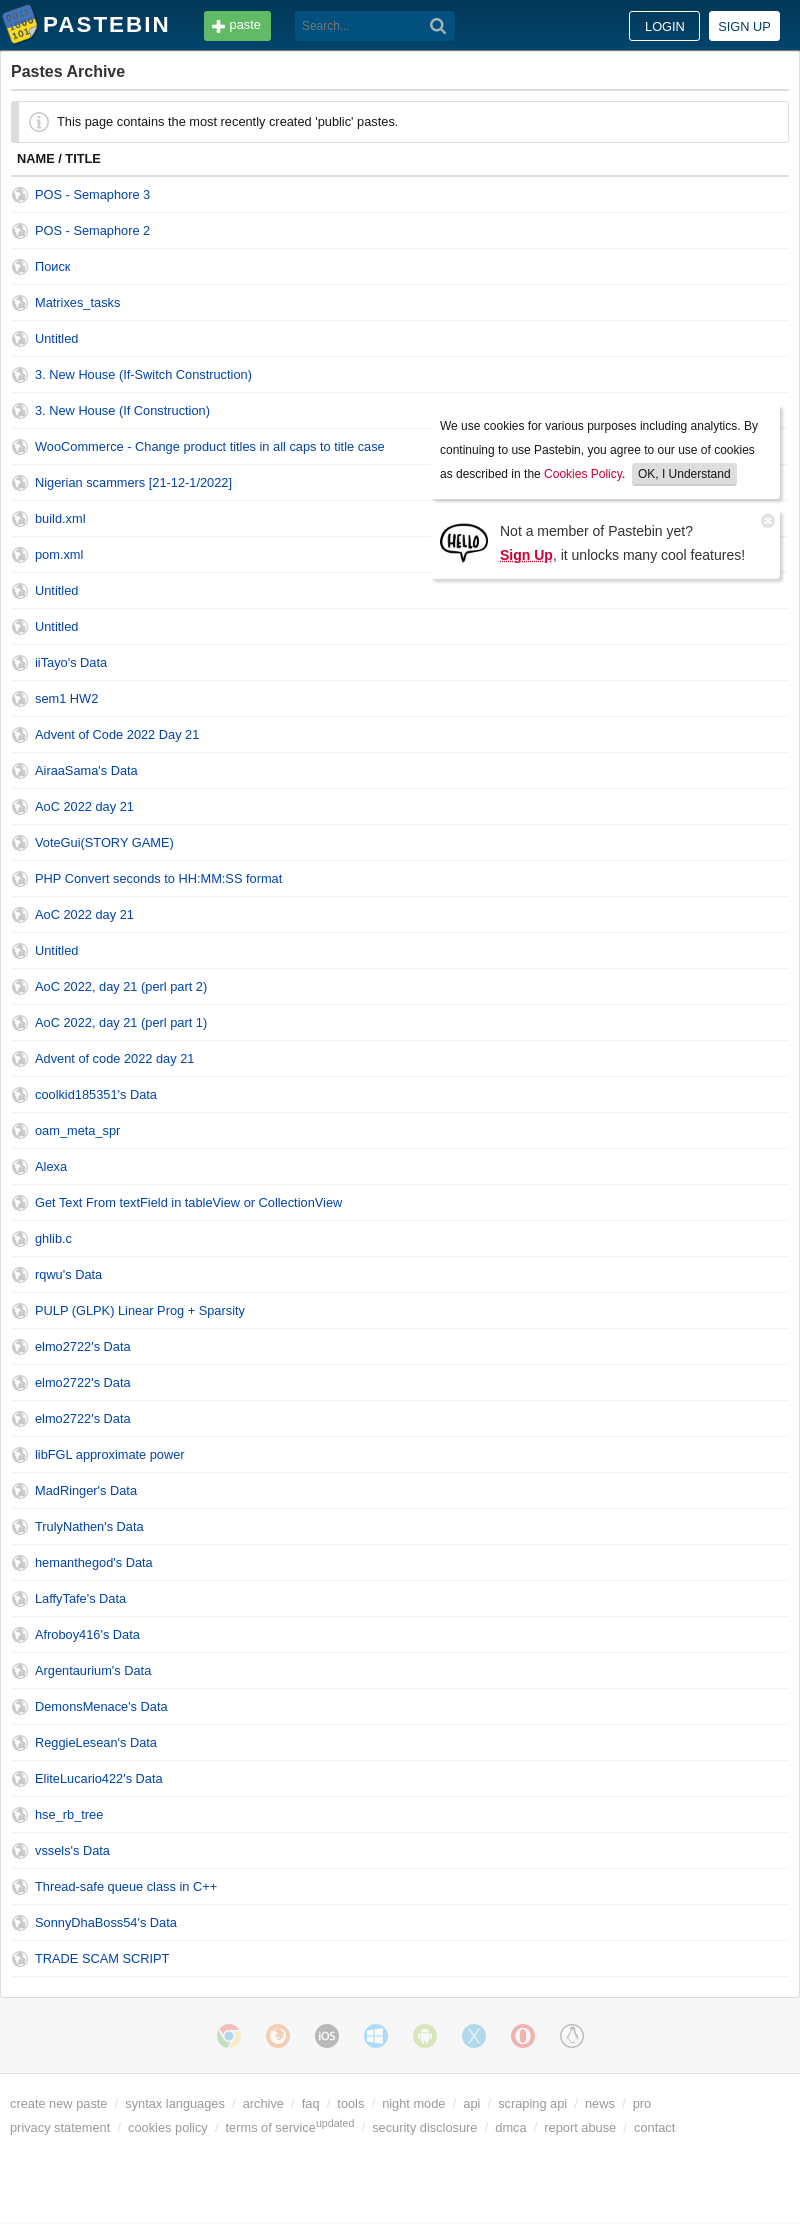 PASTEBIN paste Search... LOGIN SIGN UP
Pastes Archive
This page contains the most recently created 'public' pastes.
NAME / TITLE
POS - Semaphore 3
POS - Semaphore 2
Поиск
Matrixes_tasks
Untitled
3. New House (If-Switch Construction)
3. New House (If Construction)
WooCommerce - Change product titles in all caps to title case
Nigerian scammers [21-12-1/2022]
build.xml
pom.xml
We use cookies for various purposes including analytics. By
continuing to use Pastebin, you agree to our use of cookies
as described in the Cookies Policy. OK, I Understand
HELLO
Not a member of Pastebin yet?
Sign Up, it unlocks many cool features!
Untitled
Untitled
iiTayo's Data
sem1 HW2
Advent of Code 2022 Day 21
AiraaSama's Data
AoC 2022 day 21
VoteGui(STORY GAME)
PHP Convert seconds to HH:MM:SS format
AoC 2022 day 21
Untitled
AoC 2022, day 21 (perl part 2)
AoC 2022, day 21 (perl part 1)
Advent of code 2022 day 21
coolkid185351's Data
oam_meta_spr
Alexa
Get Text From textField in tableView or CollectionView
ghlib.c
rqwu's Data
PULP (GLPK) Linear Prog + Sparsity
elmo2722's Data
elmo2722's Data
elmo2722's Data
libFGL approximate power
MadRinger's Data
TrulyNathen's Data
hemanthegod's Data
LaffyTafe's Data
Afroboy416's Data
Argentaurium's Data
DemonsMenace's Data
ReggieLesean's Data
EliteLucario422's Data
hse_rb_tree
vssels's Data
Thread-safe queue class in C++
SonnyDhaBoss54's Data
TRADE SCAM SCRIPT
iOS
create new paste / syntax languages / archive / faq / tools / night mode / api / scraping api / news / pro
privacy statement / cookies policy / terms of service updated / security disclosure / dmca / report abuse / contact